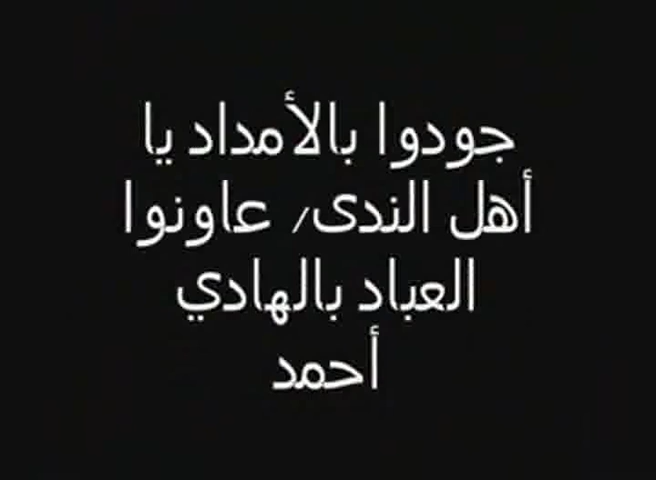 جودوا بالأمداد يا
أهل الندى/ عاونوا
العباد بالهادي
أحمد